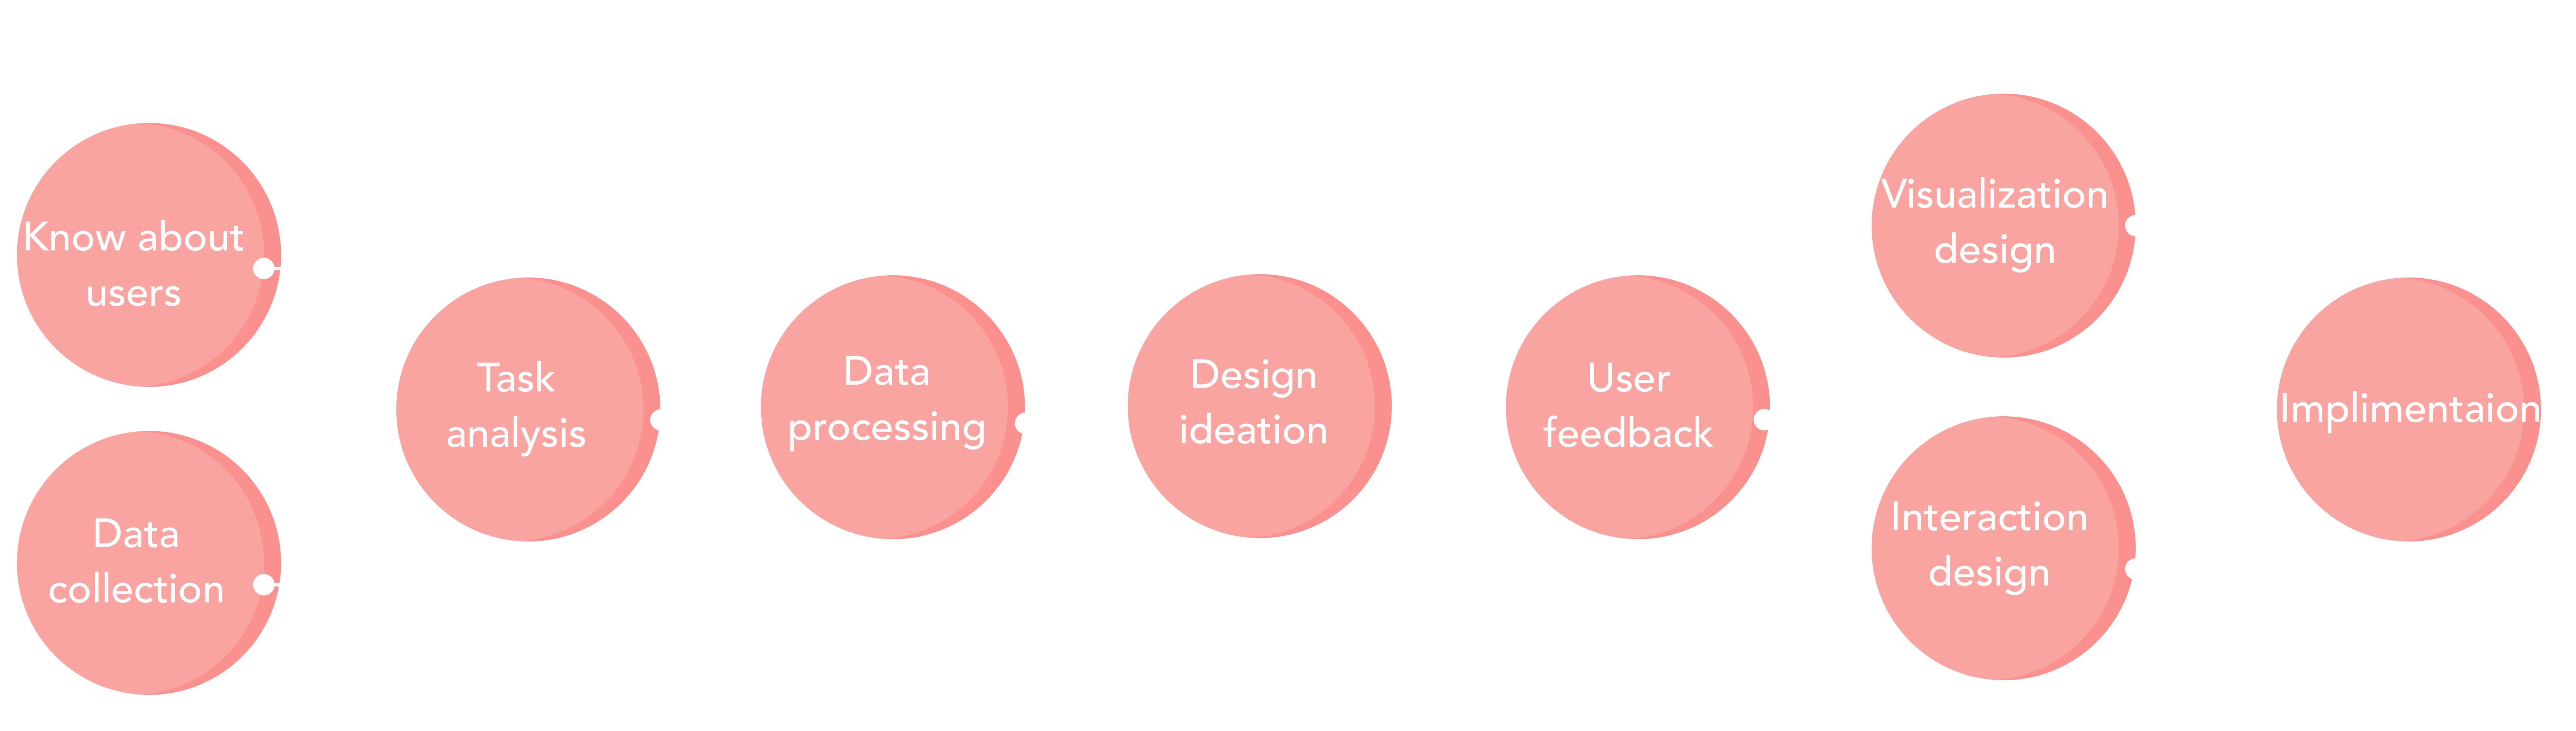 Know about
users
Data
collection
Task
analysis
Data
processing
Design
ideation
User
feedback
Visualization
design
Interaction
design
Implimentaion